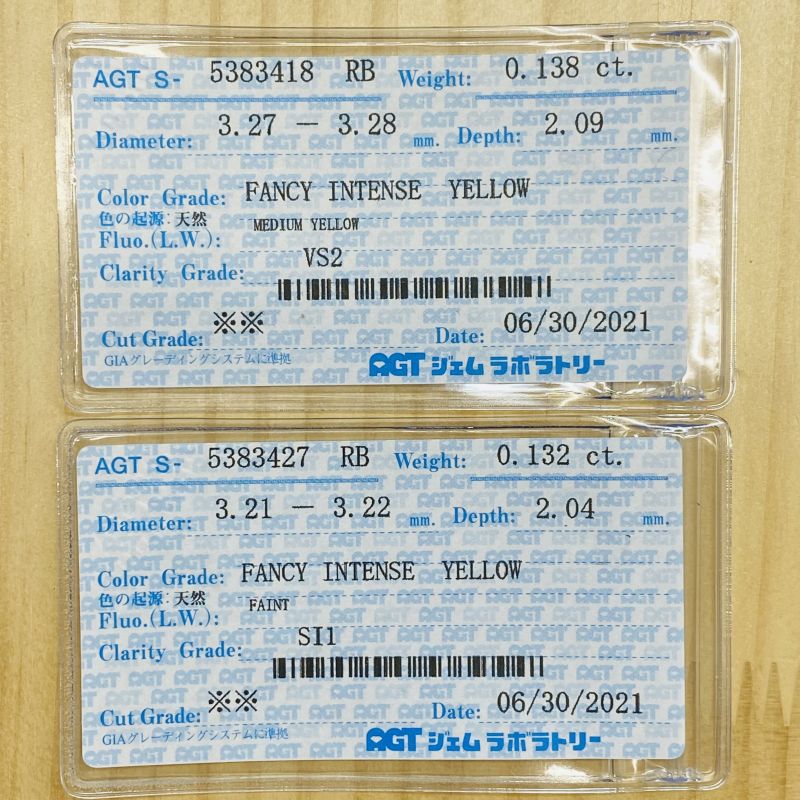 AGT S- 5383418 RB Weight: 0.138 ct.
Diameter: 3.27 — 3.28 mm. Depth: 2.09 mm.
Color Grade: FANCY INTENSE YELLOW
色の起源:天然 MEDIUM YELLOW
Fluo.(L.W.):
Clarity Grade: VS2
Cut Grade: ※※ Date: 06/30/2021
GIAグレーディングシステムに準拠 AGT ジェム ラボラトリー
AGT S- 5383427 RB Weight: 0.132 ct.
Diameter: 3.21 — 3.22 mm. Depth: 2.04 mm.
Color Grade: FANCY INTENSE YELLOW
色の起源:天然 FAINT
Fluo.(L.W.):
Clarity Grade: SI1
Cut Grade: ※※ Date: 06/30/2021
GIAグレーディングシステムに準拠 AGT ジェム ラボラトリー